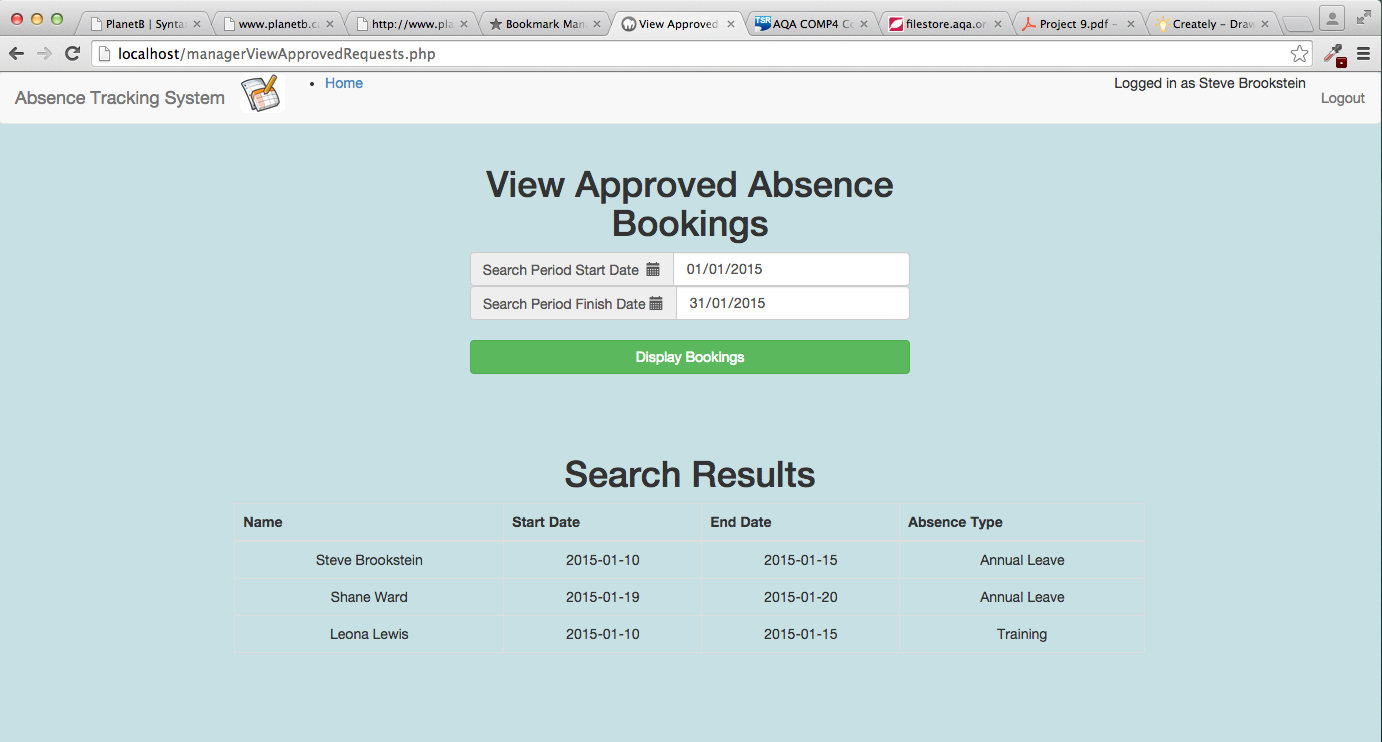 PlanetB | Synta
www.planetb.c
http://www.pla
Bookmark Man
View Approved
TSR AQA COMP4 Co
filestore.aqa.or
Project 9.pdf –
Creately – Draw
localhost/managerViewApprovedRequests.php
Absence Tracking System
Home
Logged in as Steve Brookstein
Logout
View Approved Absence
Bookings
Search Period Start Date 01/01/2015
Search Period Finish Date 31/01/2015
Display Bookings
Search Results
Name Start Date End Date Absence Type
Steve Brookstein 2015-01-10 2015-01-15 Annual Leave
Shane Ward 2015-01-19 2015-01-20 Annual Leave
Leona Lewis 2015-01-10 2015-01-15 Training